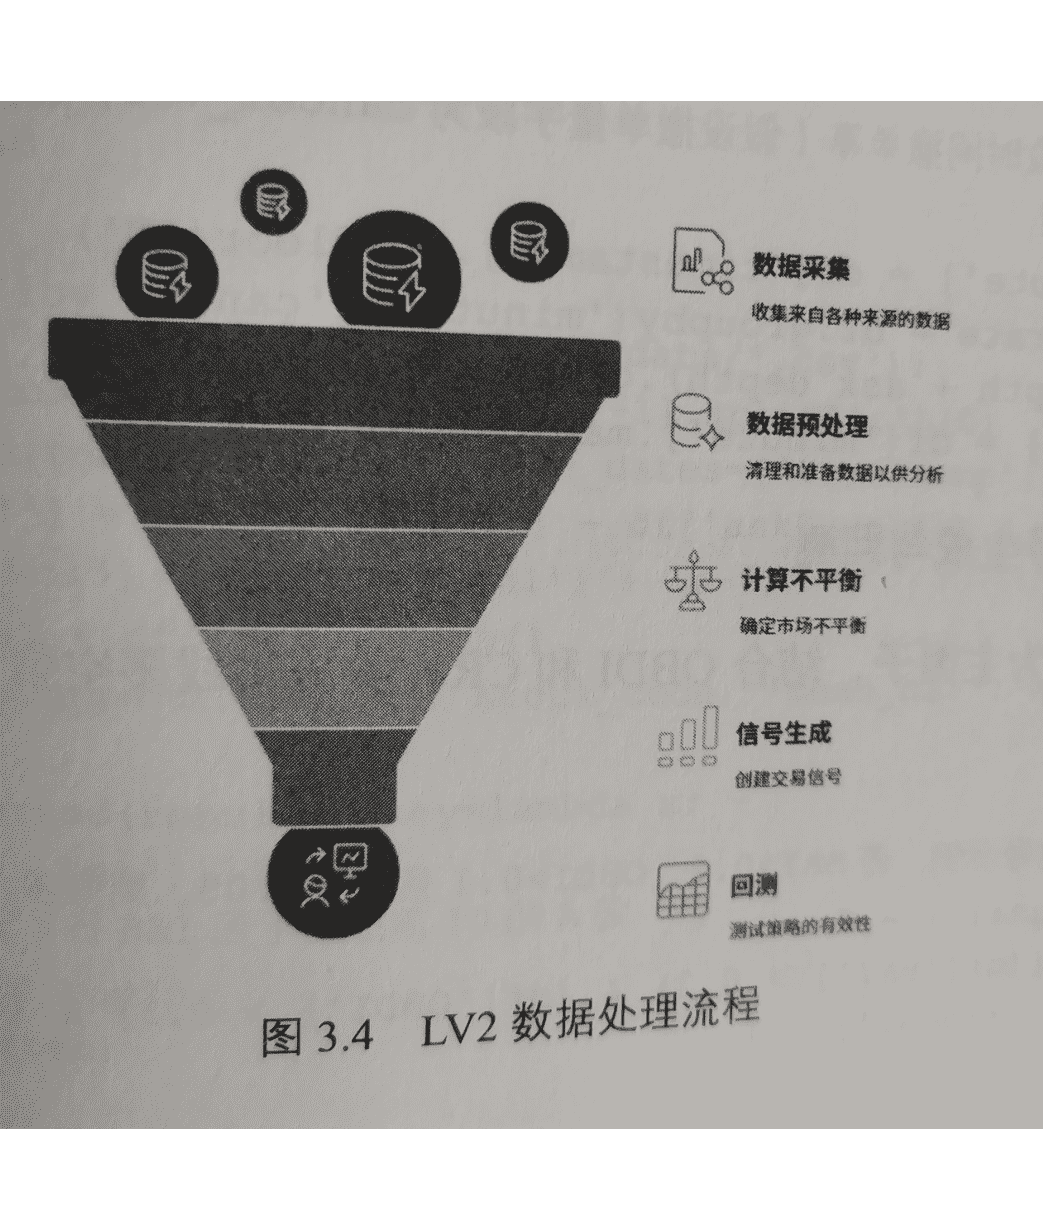 数据采集
收集来自各种来源的数据
数据预处理
清理和准备数据以供分析
计算不平衡
确定市场不平衡
信号生成
创建交易信号
回测
测试策略的有效性
图 3.4 LV2 数据处理流程